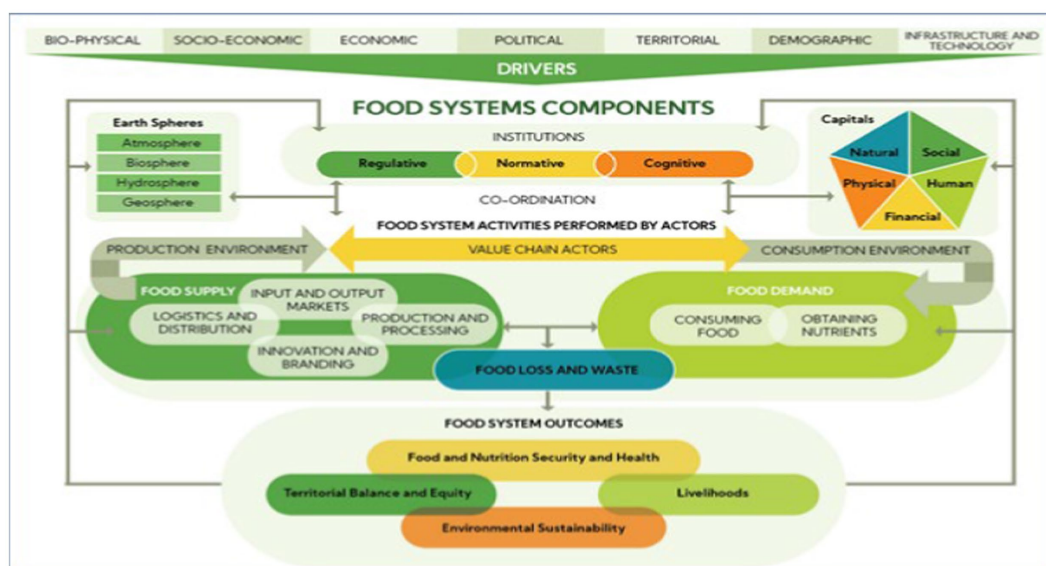 BIO-PHYSICAL
SOCIO-ECONOMIC
ECONOMIC
POLITICAL
TERRITORIAL
DEMOGRAPHIC
INFRASTRUCTURE AND
TECHNOLOGY
DRIVERS
FOOD SYSTEMS COMPONENTS
Earth Spheres
Atmosphere
Biosphere
Hydrosphere
Geosphere
INSTITUTIONS
Regulative
Normative
Cognitive
Capitals
Natural
Social
Physical
Human
Financial
CO-ORDINATION
FOOD SYSTEM ACTIVITIES PERFORMED BY ACTORS
PRODUCTION ENVIRONMENT
VALUE CHAIN ACTORS
CONSUMPTION ENVIRONMENT
FOOD SUPPLY
INPUT AND OUTPUT
MARKETS
LOGISTICS AND
DISTRIBUTION
PRODUCTION AND
PROCESSING
INNOVATION AND
BRANDING
FOOD DEMAND
CONSUMING
FOOD
OBTAINING
NUTRIENTS
FOOD LOSS AND WASTE
FOOD SYSTEM OUTCOMES
Food and Nutrition Security and Health
Territorial Balance and Equity
Livelihoods
Environmental Sustainability